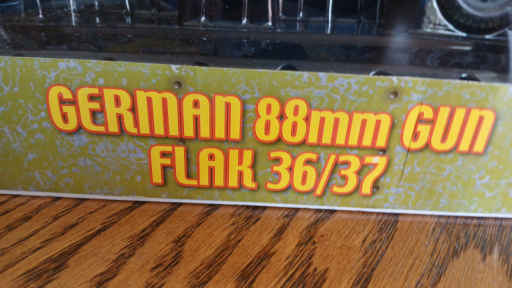 GERMAN 88mm GUN
FLAK 36/37